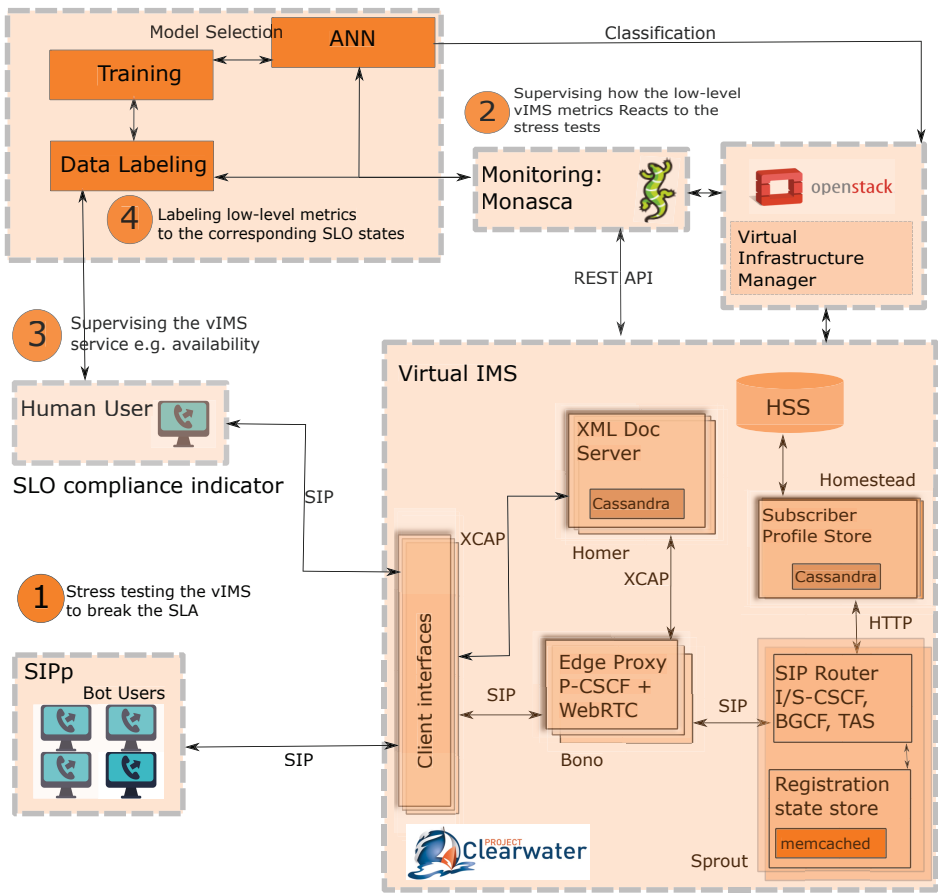 Model Selection
ANN
Classification
Training
Data Labeling
4
Labeling low-level metrics
to the corresponding SLO states
2
Supervising how the low-level
vIMS metrics Reacts to the
stress tests
Monitoring:
Monasca
openstack
Virtual
Infrastructure
Manager
REST API
3
Supervising the vIMS
service e.g. availability
Human User
SLO compliance indicator
SIP
1
Stress testing the vIMS
to break the SLA
SIPp
Bot Users
SIP
Virtual IMS
HSS
XML Doc
Server
Cassandra
Homer
XCAP
XCAP
Homestead
Subscriber
Profile Store
Cassandra
HTTP
Client interfaces
SIP
Edge Proxy
P-CSCF +
WebRTC
Bono
SIP
SIP Router
I/S-CSCF,
BGCF, TAS
Registration
state store
memcached
Sprout
PROJECT
Clearwater